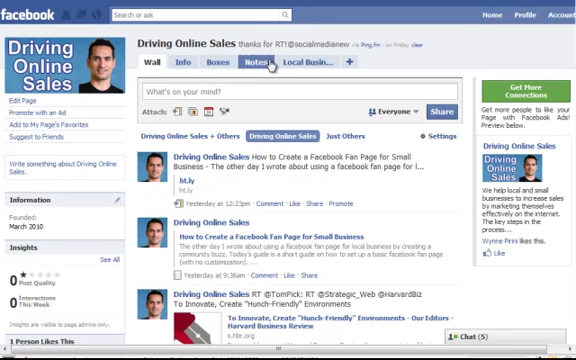 facebook
Search or ask
Home Profile Account
Driving Online Sales
Driving Online Sales thanks for RT!@socialmedianew via Ping.fm - on Friday clear
Wall Info Boxes Notes Local Busin... +
What's on your mind?
Attach:
Everyone
Share
Driving Online Sales + Others
Driving Online Sales
Just Others
Settings
Edit Page
Promote with an Ad
Add to My Page's Favorites
Suggest to Friends
Write something about Driving Online
Sales.
Information
Founded:
March 2010
Insights
See All
0
Post Quality
0 Interactions
This Week
Insights are visible to page admins only.
1 Person Likes This
Driving Online Sales How to Create a Facebook Fan Page for Small
Business - The other day I wrote about using a facebook fan page for l...
ht.ly
ht.ly
Yesterday at 12:23pm · Comment · Like · Share · Promote
Driving Online Sales
How to Create a Facebook Fan Page for Small Business
The other day I wrote about using a facebook fan page for local business by creating a
community buzz. Today's guide is a short guide on how to set up a basic facebook fan
(with no customization). ...
Yesterday at 9:36am · Comment · Like · Share
Driving Online Sales RT @TomPick: RT @Strategic_Web @HarvardBiz
To Innovate, Create "Hunch-Friendly" Environments
To Innovate, Create "Hunch-Friendly" Environments - Our Editors -
Harvard Business Review
s.hbr.org
Get More
Connections
Get more people to like your
Page with Facebook Ads!
Preview below.
Driving Online Sales
Driving
Online
Sales
We help local and small
businesses to increase sales
by marketing themselves
effectively on the internet.
The key steps in the
process...
Wynne Pirini likes this.
Like
Chat (5)